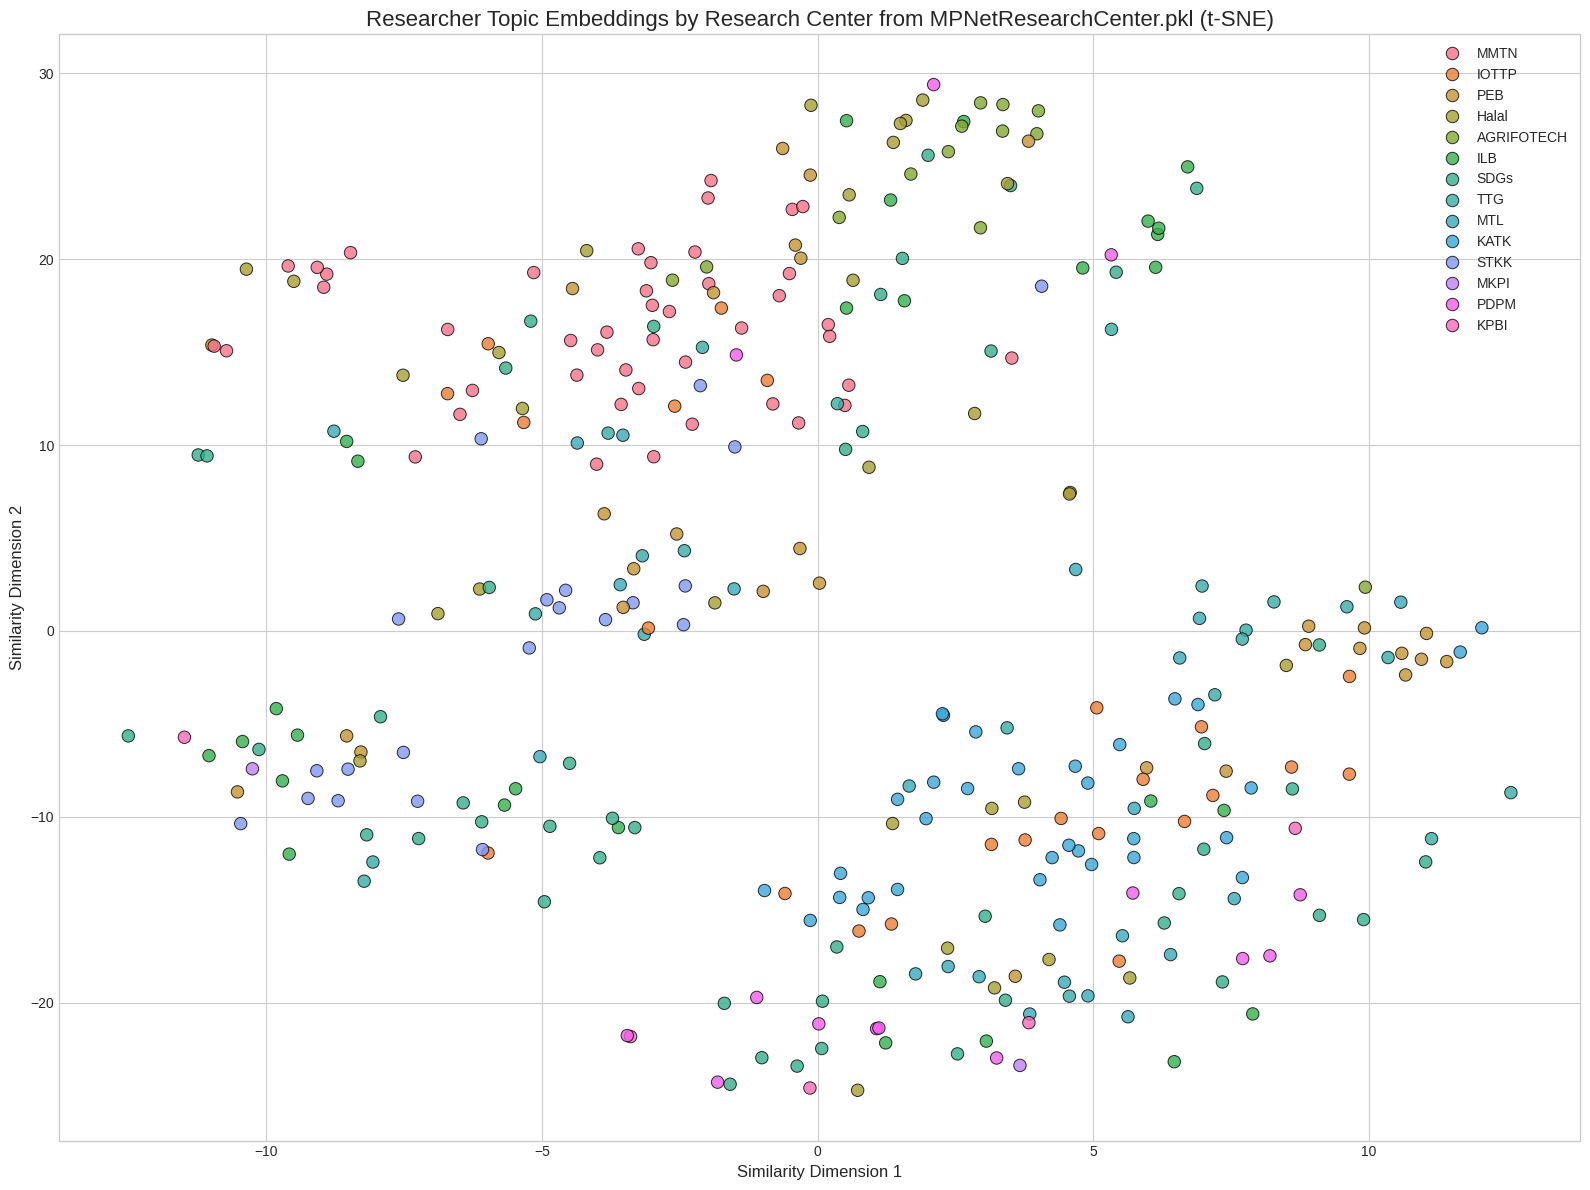 Researcher Topic Embeddings by Research Center from MPNetResearchCenter.pkl (t-SNE)
MMTN
IOTTP
PEB
Halal
AGRIFOTECH
ILB
SDGs
TTG
MTL
KATK
STKK
MKPI
PDPM
KPBI
30
20
10
0
−10
−20
Similarity Dimension 2
−10
−5
0
5
10
Similarity Dimension 1